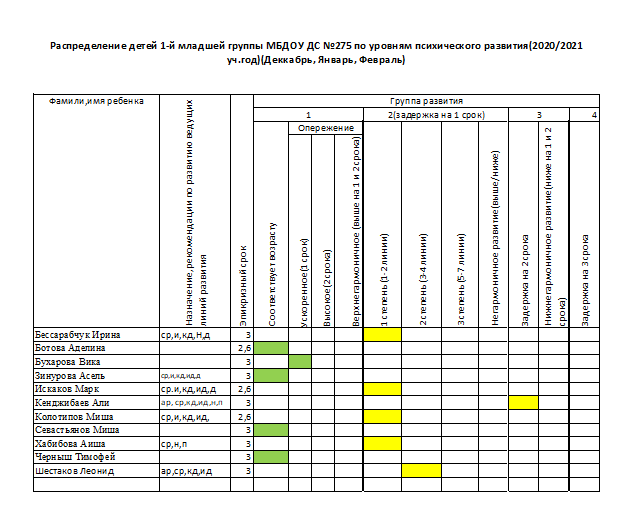 Распределение детей 1-й младшей группы МБДОУ ДС №275 по уровням психического развития(2020/2021
уч.год)(Деккабрь, Январь, Февраль)
Фамили,имя ребенка
Назначение,рекомендации по развитию ведущих
линий развития
Эпикризный срок
Группа развития
1
2(задержка на 1 срок)
3
4
Опережение
Соответствует возрасту
Ускоренное(1 срок)
Высокое(2срока)
Верхнегармоничное (выше на 1 и 2срока)
1 степень (1-2 линии)
2 степень (3-4 линии)
3степень (5-7 линии)
Негармоничное развитие(выше/ниже)
Задержка на 2срока
Нижнегармоничное развитие(ниже на 1 и 2
срока)
Задержка на 3срока
Бессарабчук Ирина ср,и,кд,Н,д 3
Ботова Аделина 2,6
Бухарова Вика 3
Зинурова Асель ср,и,кд,ид,д 3
Искаков Марк ср.и,кд,ид,д 2,6
Кенджибаев Али ар, ср,кд,ид,н,п 3
Колотипов Миша ср,и,кд,ид, 2,6
Севастьянов Миша 3
Хабибова Аиша ср,н,п 3
Черныш Тимофей 3
Шестаков Леонид ар,ср,кд,ид 3